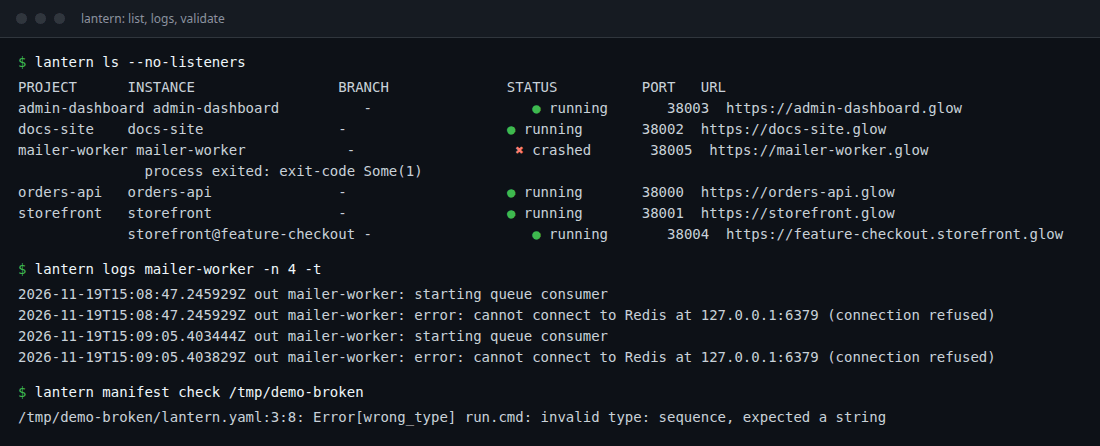 lantern: list, logs, validate
$ lantern ls --no-listeners
PROJECT INSTANCE BRANCH STATUS PORT URL
admin-dashboard admin-dashboard - ● running 38003 https://admin-dashboard.glow
docs-site docs-site - ● running 38002 https://docs-site.glow
mailer-worker mailer-worker - ✖ crashed 38005 https://mailer-worker.glow
process exited: exit-code Some(1)
orders-api orders-api - ● running 38000 https://orders-api.glow
storefront storefront - ● running 38001 https://storefront.glow
storefront@feature-checkout - ● running 38004 https://feature-checkout.storefront.glow
$ lantern logs mailer-worker -n 4 -t
2026-11-19T15:08:47.245929Z out mailer-worker: starting queue consumer
2026-11-19T15:08:47.245929Z out mailer-worker: error: cannot connect to Redis at 127.0.0.1:6379 (connection refused)
2026-11-19T15:09:05.403444Z out mailer-worker: starting queue consumer
2026-11-19T15:09:05.403829Z out mailer-worker: error: cannot connect to Redis at 127.0.0.1:6379 (connection refused)
$ lantern manifest check /tmp/demo-broken
/tmp/demo-broken/lantern.yaml:3:8: Error[wrong_type] run.cmd: invalid type: sequence, expected a string